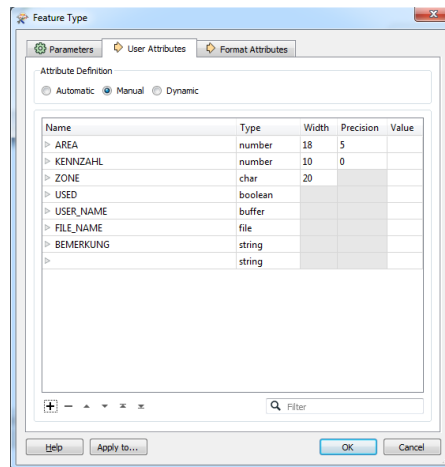 Feature Type
Parameters User Attributes Format Attributes
Attribute Definition
Automatic Manual Dynamic
Name Type Width Precision Value
AREA number 18 5
KENNZAHL number 10 0
ZONE char 20
USED boolean
USER_NAME buffer
FILE_NAME file
BEMERKUNG string
string
Filter
Help Apply to... OK Cancel